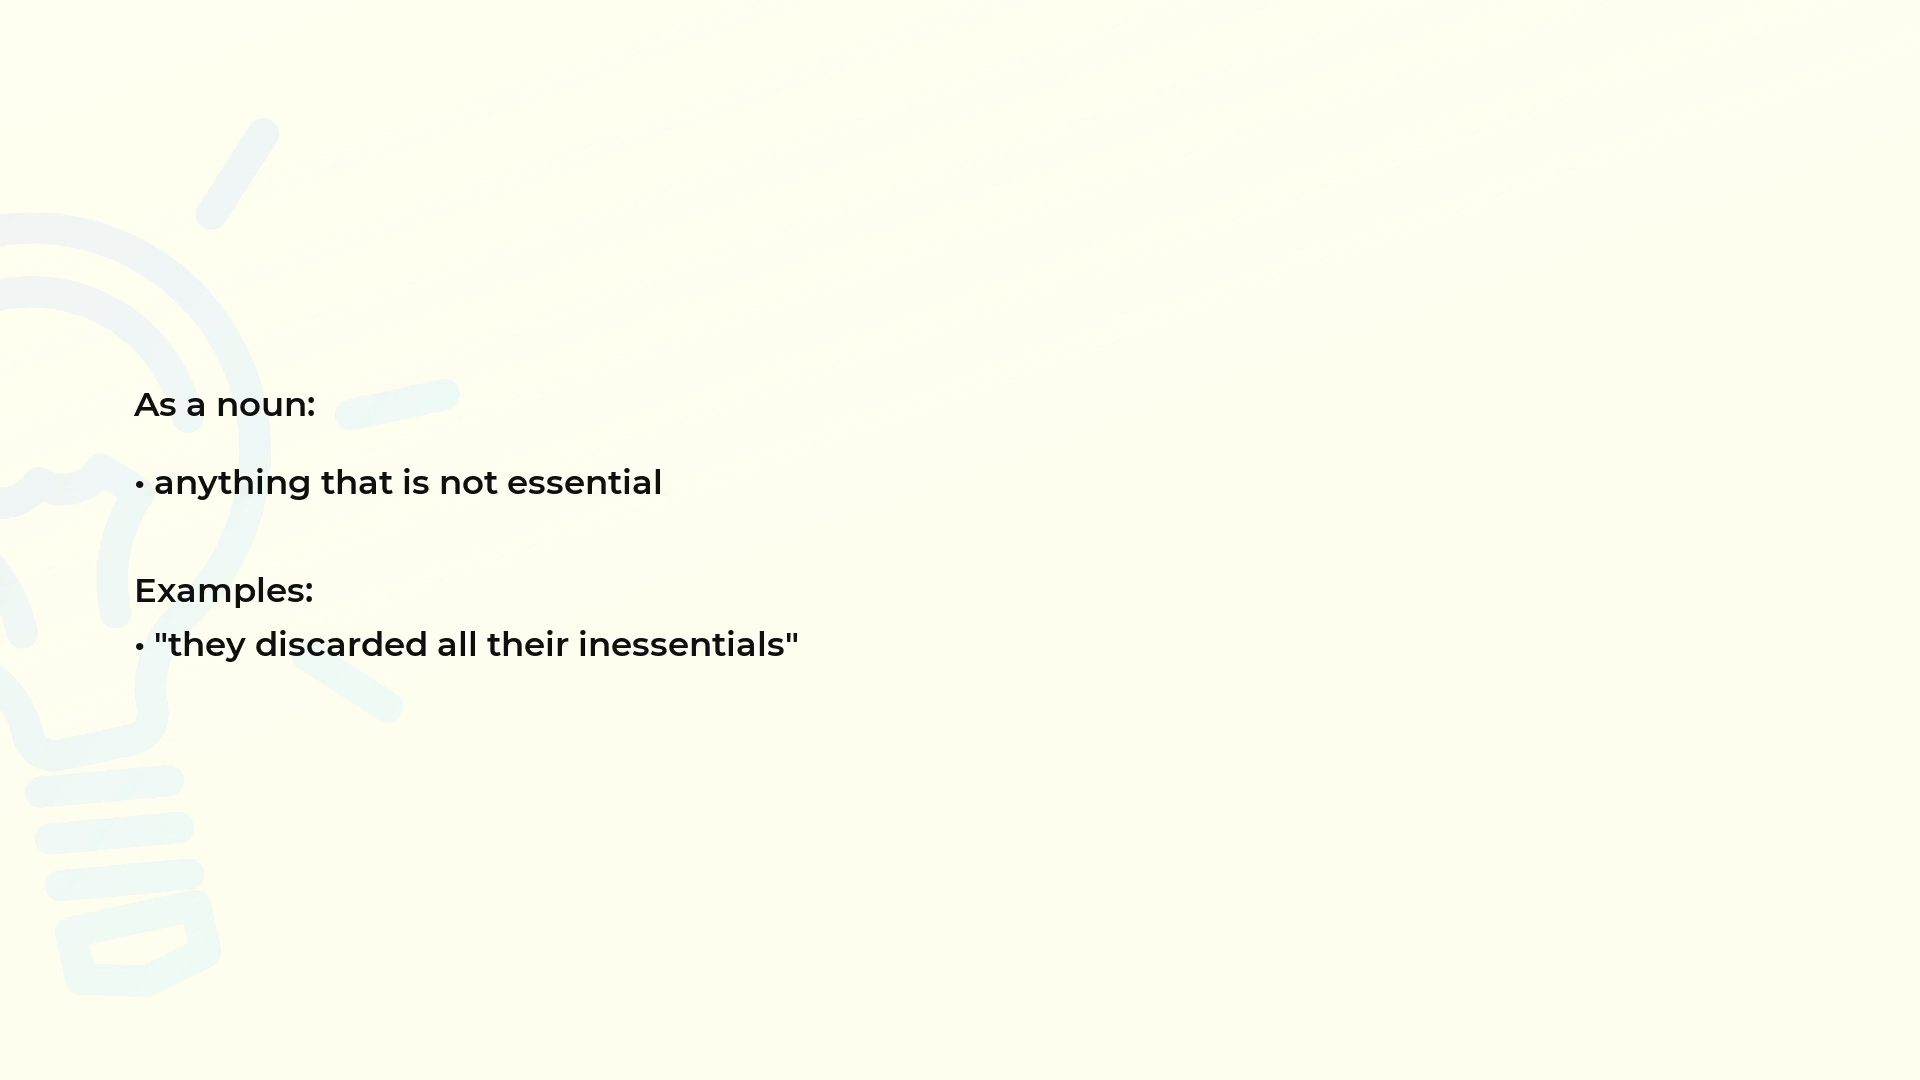 As a noun:
• anything that is not essential
Examples:
• "they discarded all their inessentials"